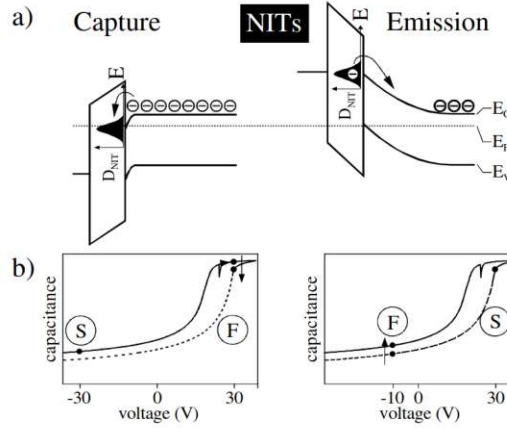 a) Capture NITs Emission
E
E
D_NIT
D_NIT
E_C
E_F
E_V
b)
capacitance
S
F
-30 0 30
voltage (V)
capacitance
F
S
-10 0 30
voltage (V)